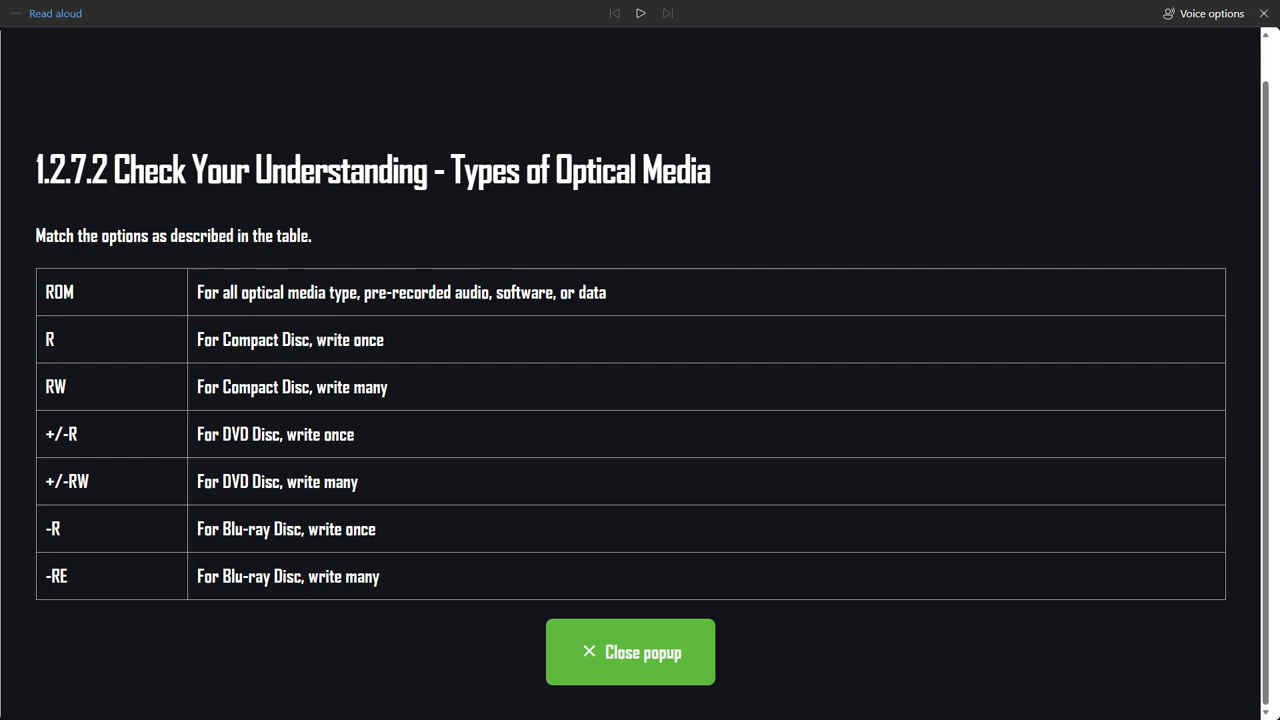 Read aloud
Voice options
1.2.7.2 Check Your Understanding - Types of Optical Media
Match the options as described in the table.
ROM For all optical media type, pre-recorded audio, software, or data
R For Compact Disc, write once
RW For Compact Disc, write many
+/-R For DVD Disc, write once
+/-RW For DVD Disc, write many
-R For Blu-ray Disc, write once
-RE For Blu-ray Disc, write many
Close popup